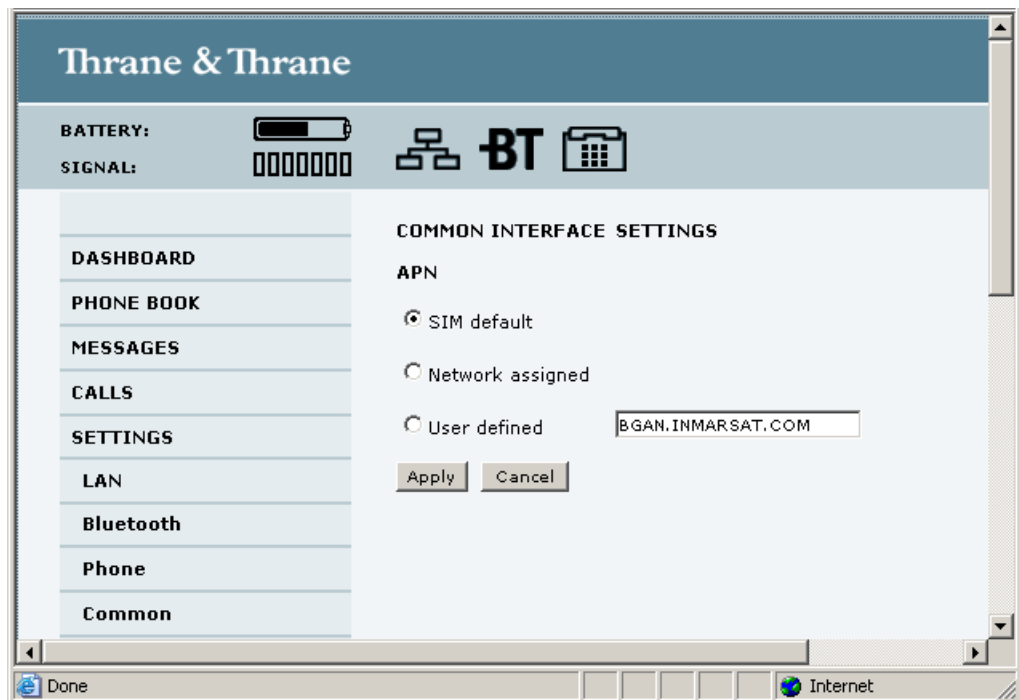 Thrane & Thrane
BATTERY:
SIGNAL:
BT
DASHBOARD
PHONE BOOK
MESSAGES
CALLS
SETTINGS
LAN
Bluetooth
Phone
Common
COMMON INTERFACE SETTINGS
APN
SIM default
Network assigned
User defined BGAN.INMARSAT.COM
Apply Cancel
Done Internet